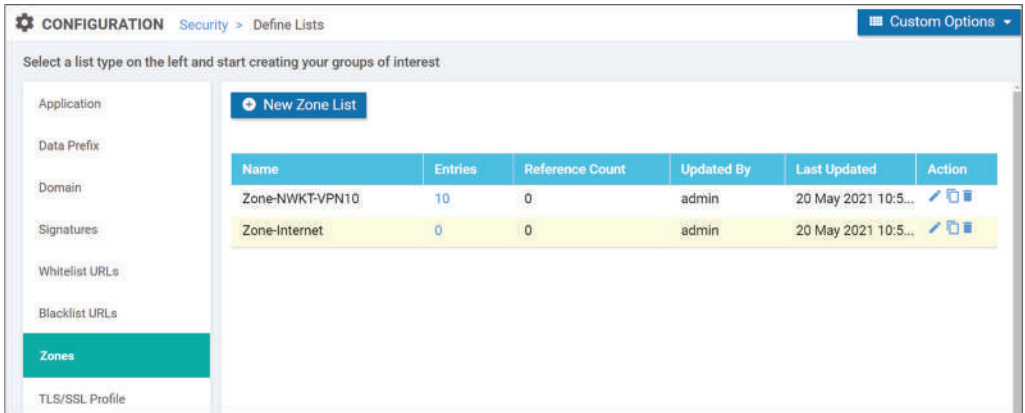 CONFIGURATION Security > Define Lists
Custom Options
Select a list type on the left and start creating your groups of interest
Application
Data Prefix
Domain
Signatures
Whitelist URLs
Blacklist URLs
Zones
TLS/SSL Profile
New Zone List
Name Entries Reference Count Updated By Last Updated Action
Zone-NWKT-VPN10 10 0 admin 20 May 2021 10:5...
Zone-Internet 0 0 admin 20 May 2021 10:5...